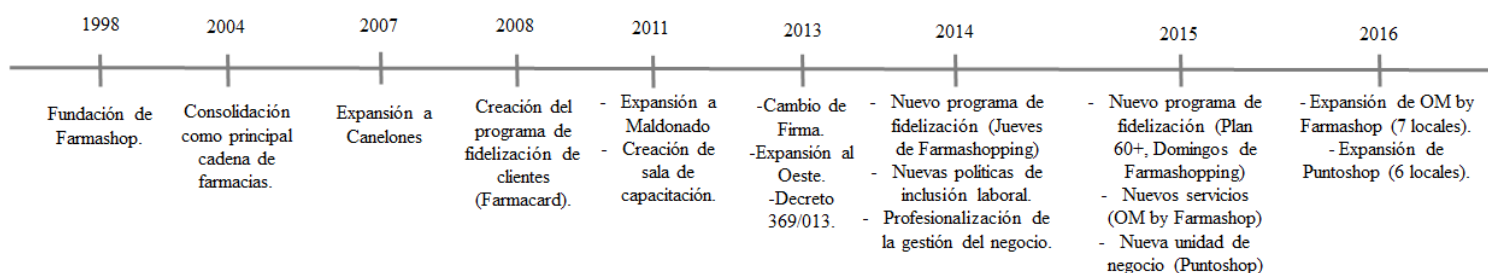 1998
Fundación de
Farmashop.
2004
Consolidación
como principal
cadena de
farmacias.
2007
Expansión a
Canelones
2008
Creación del
programa de
fidelización de
clientes
(Farmacard).
2011
- Expansión a
Maldonado
- Creación de
sala de
capacitación.
2013
-Cambio de
Firma.
-Expansión al
Oeste.
-Decreto
369/013.
2014
- Nuevo programa de
fidelización (Jueves
de Farmashopping)
- Nuevas políticas de
inclusión laboral.
- Profesionalización de
la gestión del negocio.
2015
- Nuevo programa de
fidelización (Plan
60+, Domingos de
Farmashopping)
- Nuevos servicios
(OM by Farmashop)
- Nueva unidad de
negocio (Puntoshop)
2016
- Expansión de OM by
Farmashop (7 locales).
- Expansión de
Puntoshop (6 locales).